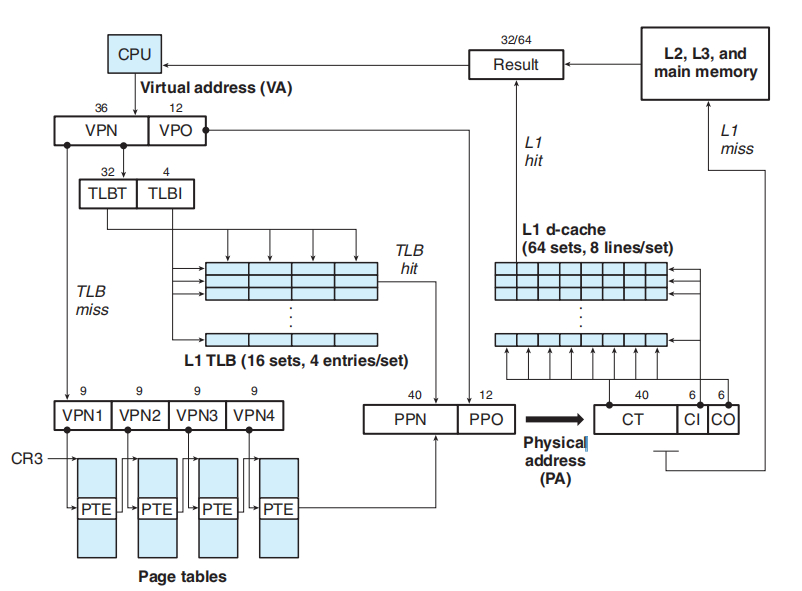 32/64
CPU
Result
L2, L3, and
main memory
Virtual address (VA)
36 12
VPN VPO
L1
hit
L1
miss
32 4
TLBT TLBI
TLB
hit
L1 d-cache
(64 sets, 8 lines/set)
TLB
miss
...
...
L1 TLB (16 sets, 4 entries/set)
9 9 9 9
VPN1 VPN2 VPN3 VPN4
40 12
PPN PPO
40 6 6
CT CI CO
Physical
address
(PA)
CR3
PTE PTE PTE PTE
Page tables